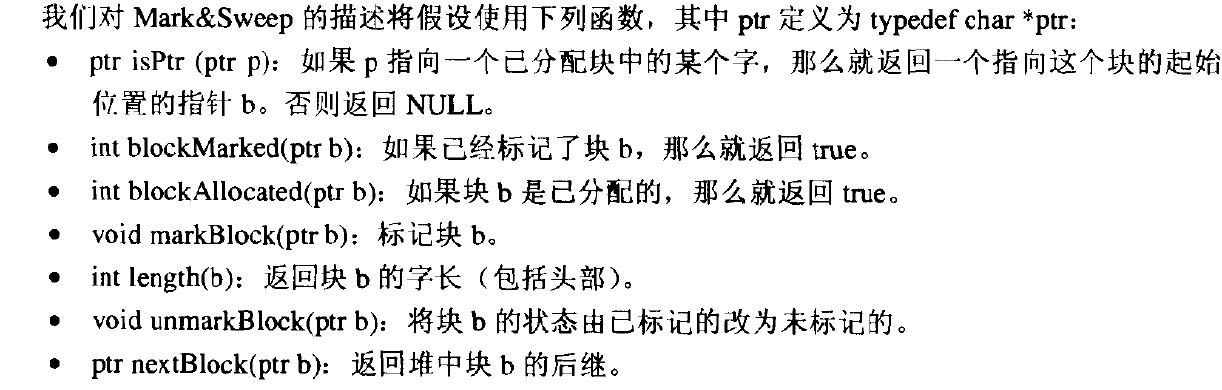 我们对 Mark&Sweep 的描述将假设使用下列函数，其中 ptr 定义为 typedef char *ptr：
• ptr isPtr (ptr p)：如果 p 指向一个已分配块中的某个字，那么就返回一个指向这个块的起始
位置的指针 b。否则返回 NULL。
• int blockMarked(ptr b)：如果已经标记了块 b，那么就返回 true。
• int blockAllocated(ptr b)：如果块 b 是已分配的，那么就返回 true。
• void markBlock(ptr b)：标记块 b。
• int length(b)：返回块 b 的字长（包括头部）。
• void unmarkBlock(ptr b)：将块 b 的状态由已标记的改为未标记的。
• ptr nextBlock(ptr b)：返回堆中块 b 的后继。